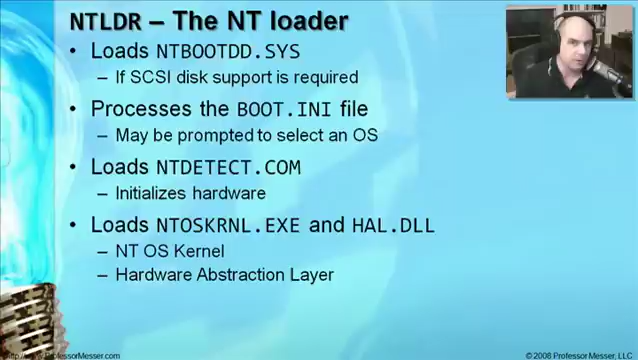 NTLDR – The NT loader
• Loads NTBOOTDD.SYS
– If SCSI disk support is required
• Processes the BOOT.INI file
– May be prompted to select an OS
• Loads NTDETECT.COM
– Initializes hardware
• Loads NTOSKRNL.EXE and HAL.DLL
– NT OS Kernel
– Hardware Abstraction Layer
http://www.ProfessorMesser.com
©2008 Professor Messer, LLC